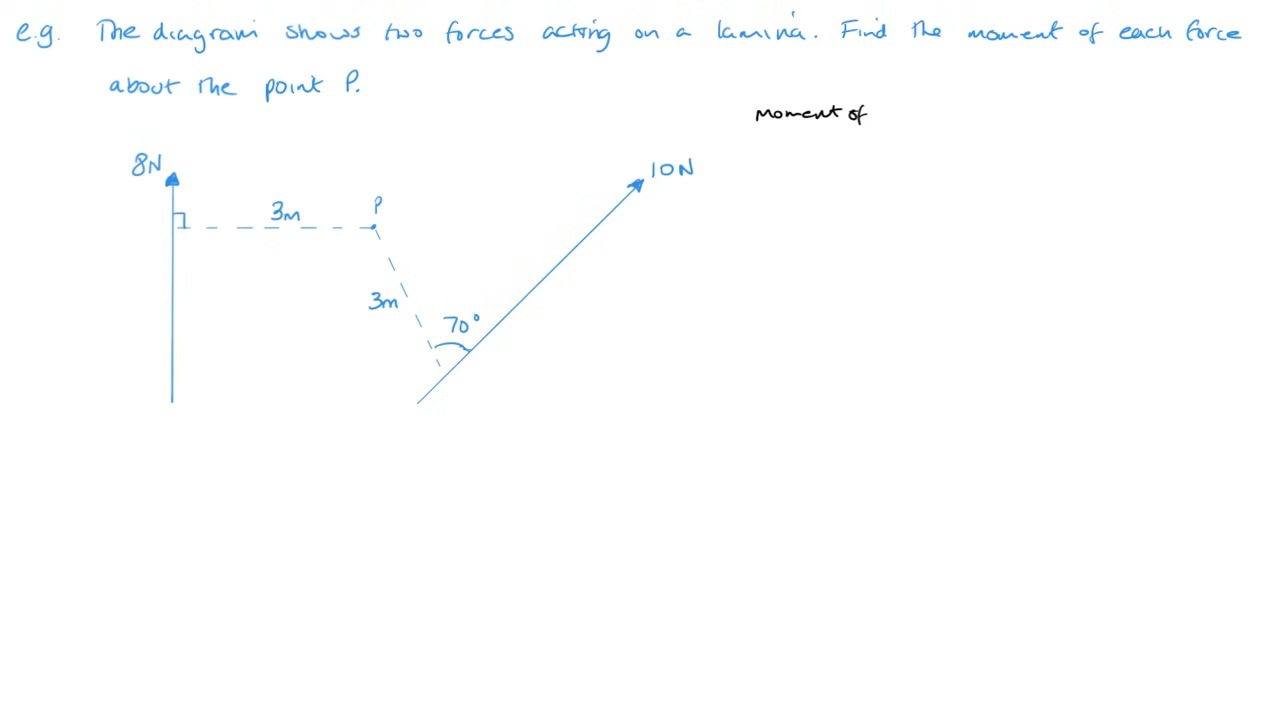 e.g. The diagram shows two forces acting on a lamina. Find the moment of each force
about the point P.
moment of
8N
10N
3m
P
3m
70°